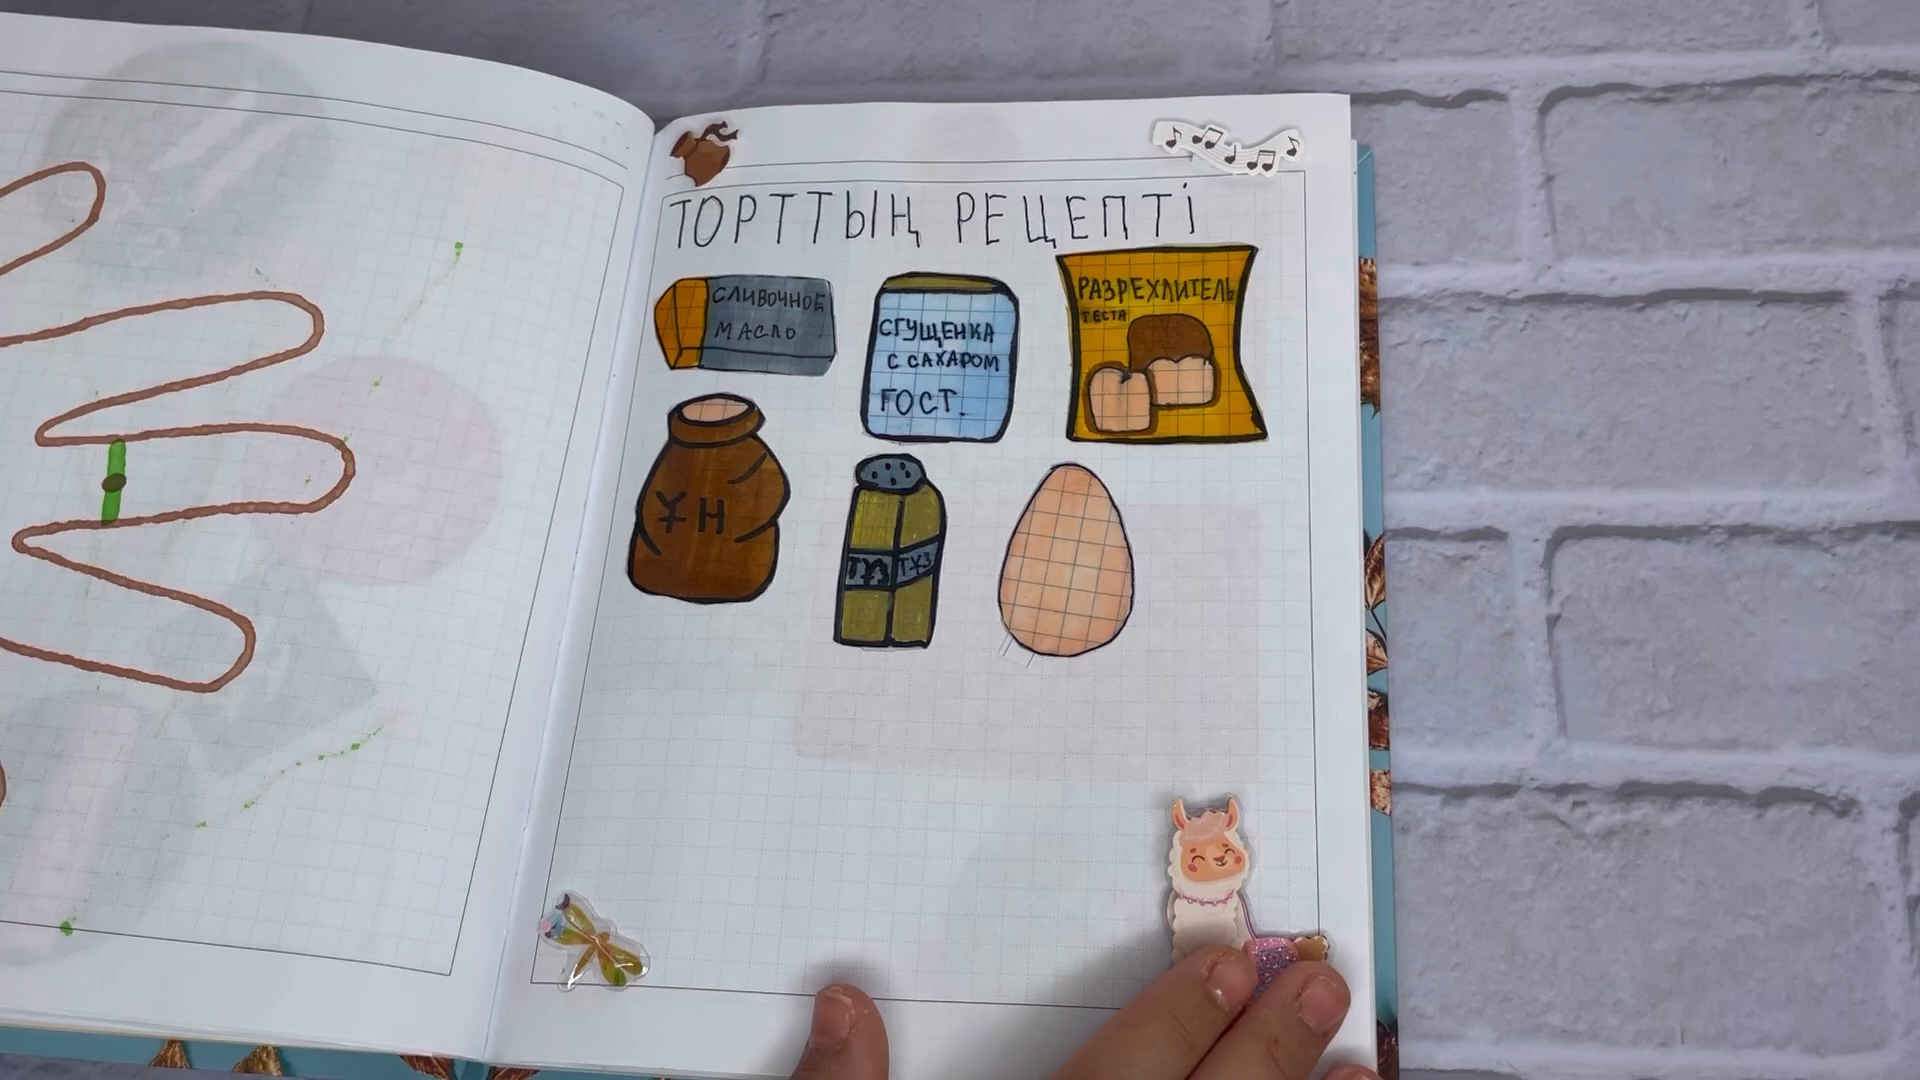 ТОРТТЫҢ РЕЦЕПТІ
СЛИВОЧНОЕ
МАСЛО
СГУЩЕНКА
С САХАРОМ
ГОСТ.
РАЗРЕХЛИТЕЛЬ
ТЕСТА
ҰН
ТҰЗ ТҰЗ